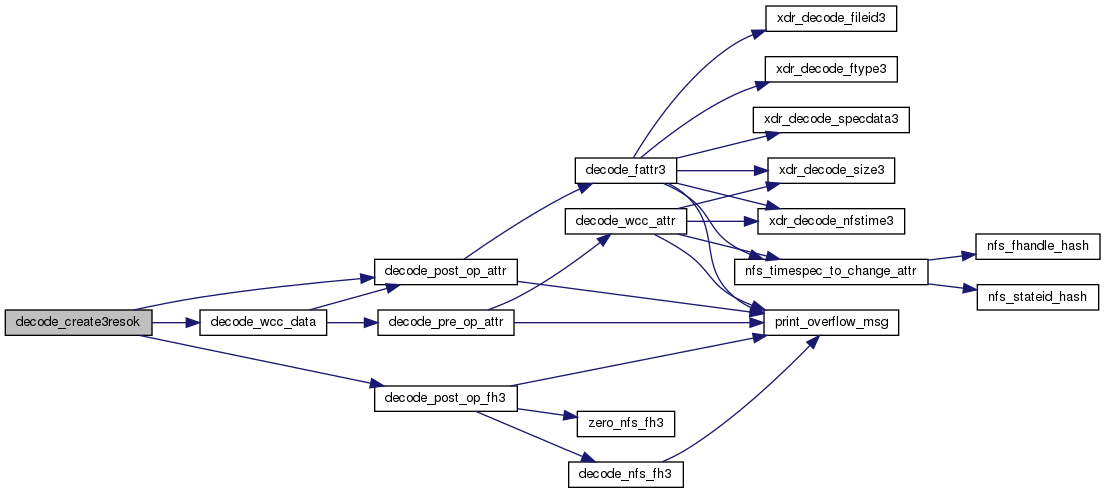 xdr_decode_fileid3
xdr_decode_ftype3
xdr_decode_specdata3
decode_fattr3
xdr_decode_size3
decode_wcc_attr
xdr_decode_nfstime3
nfs_fhandle_hash
decode_post_op_attr
nfs_timespec_to_change_attr
nfs_stateid_hash
decode_create3resok
decode_wcc_data
decode_pre_op_attr
print_overflow_msg
decode_post_op_fh3
zero_nfs_fh3
decode_nfs_fh3